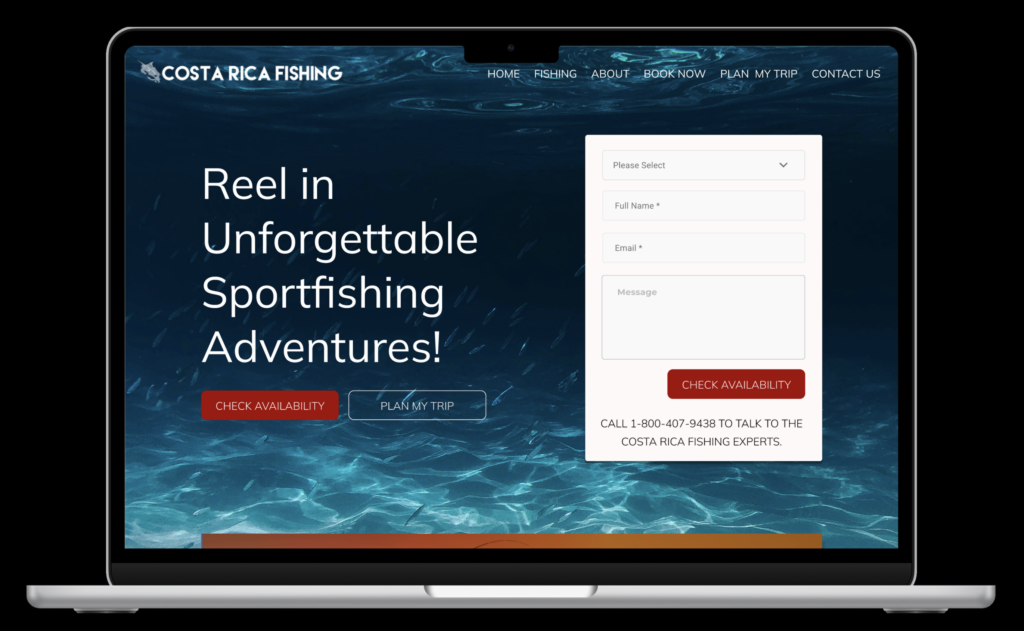 COSTA RICA FISHING
HOME FISHING ABOUT BOOK NOW PLAN MY TRIP CONTACT US
Reel in
Unforgettable
Sportfishing
Adventures!
CHECK AVAILABILITY PLAN MY TRIP
Please Select
Full Name *
Email *
Message
CHECK AVAILABILITY
CALL 1-800-407-9438 TO TALK TO THE
COSTA RICA FISHING EXPERTS.